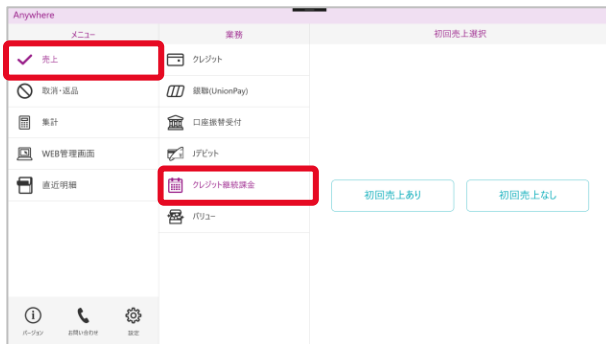 Anywhere
メニュー
業務
初回売上選択
売上
取消・返品
集計
WEB管理画面
直近明細
クレジット
銀聯(UnionPay)
口座振替受付
Jデビット
クレジット継続課金
バリュー
初回売上あり
初回売上なし
バージョン
お問い合わせ
設定